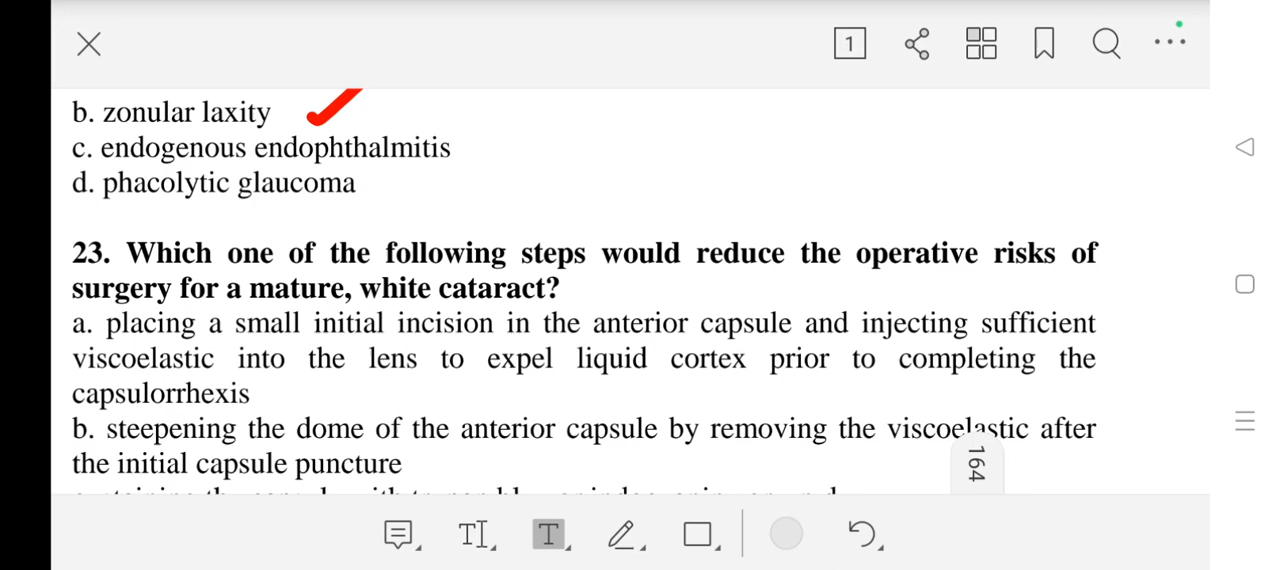 1
b. zonular laxity
c. endogenous endophthalmitis
d. phacolytic glaucoma
23. Which one of the following steps would reduce the operative risks of
surgery for a mature, white cataract?
a. placing a small initial incision in the anterior capsule and injecting sufficient
viscoelastic into the lens to expel liquid cortex prior to completing the
capsulorrhexis
b. steepening the dome of the anterior capsule by removing the viscoelastic after
the initial capsule puncture
164